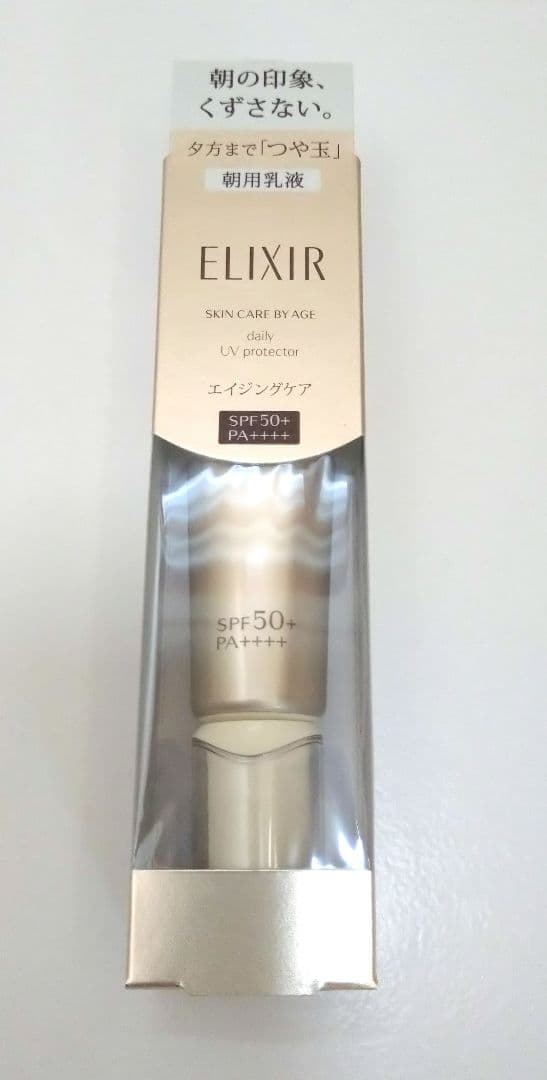 朝の印象、
くずさない。
夕方まで「つや玉」
朝用乳液
ELIXIR
SKIN CARE BY AGE
daily
UV protector
エイジングケア
SPF50+
PA++++
SPF50+
PA++++